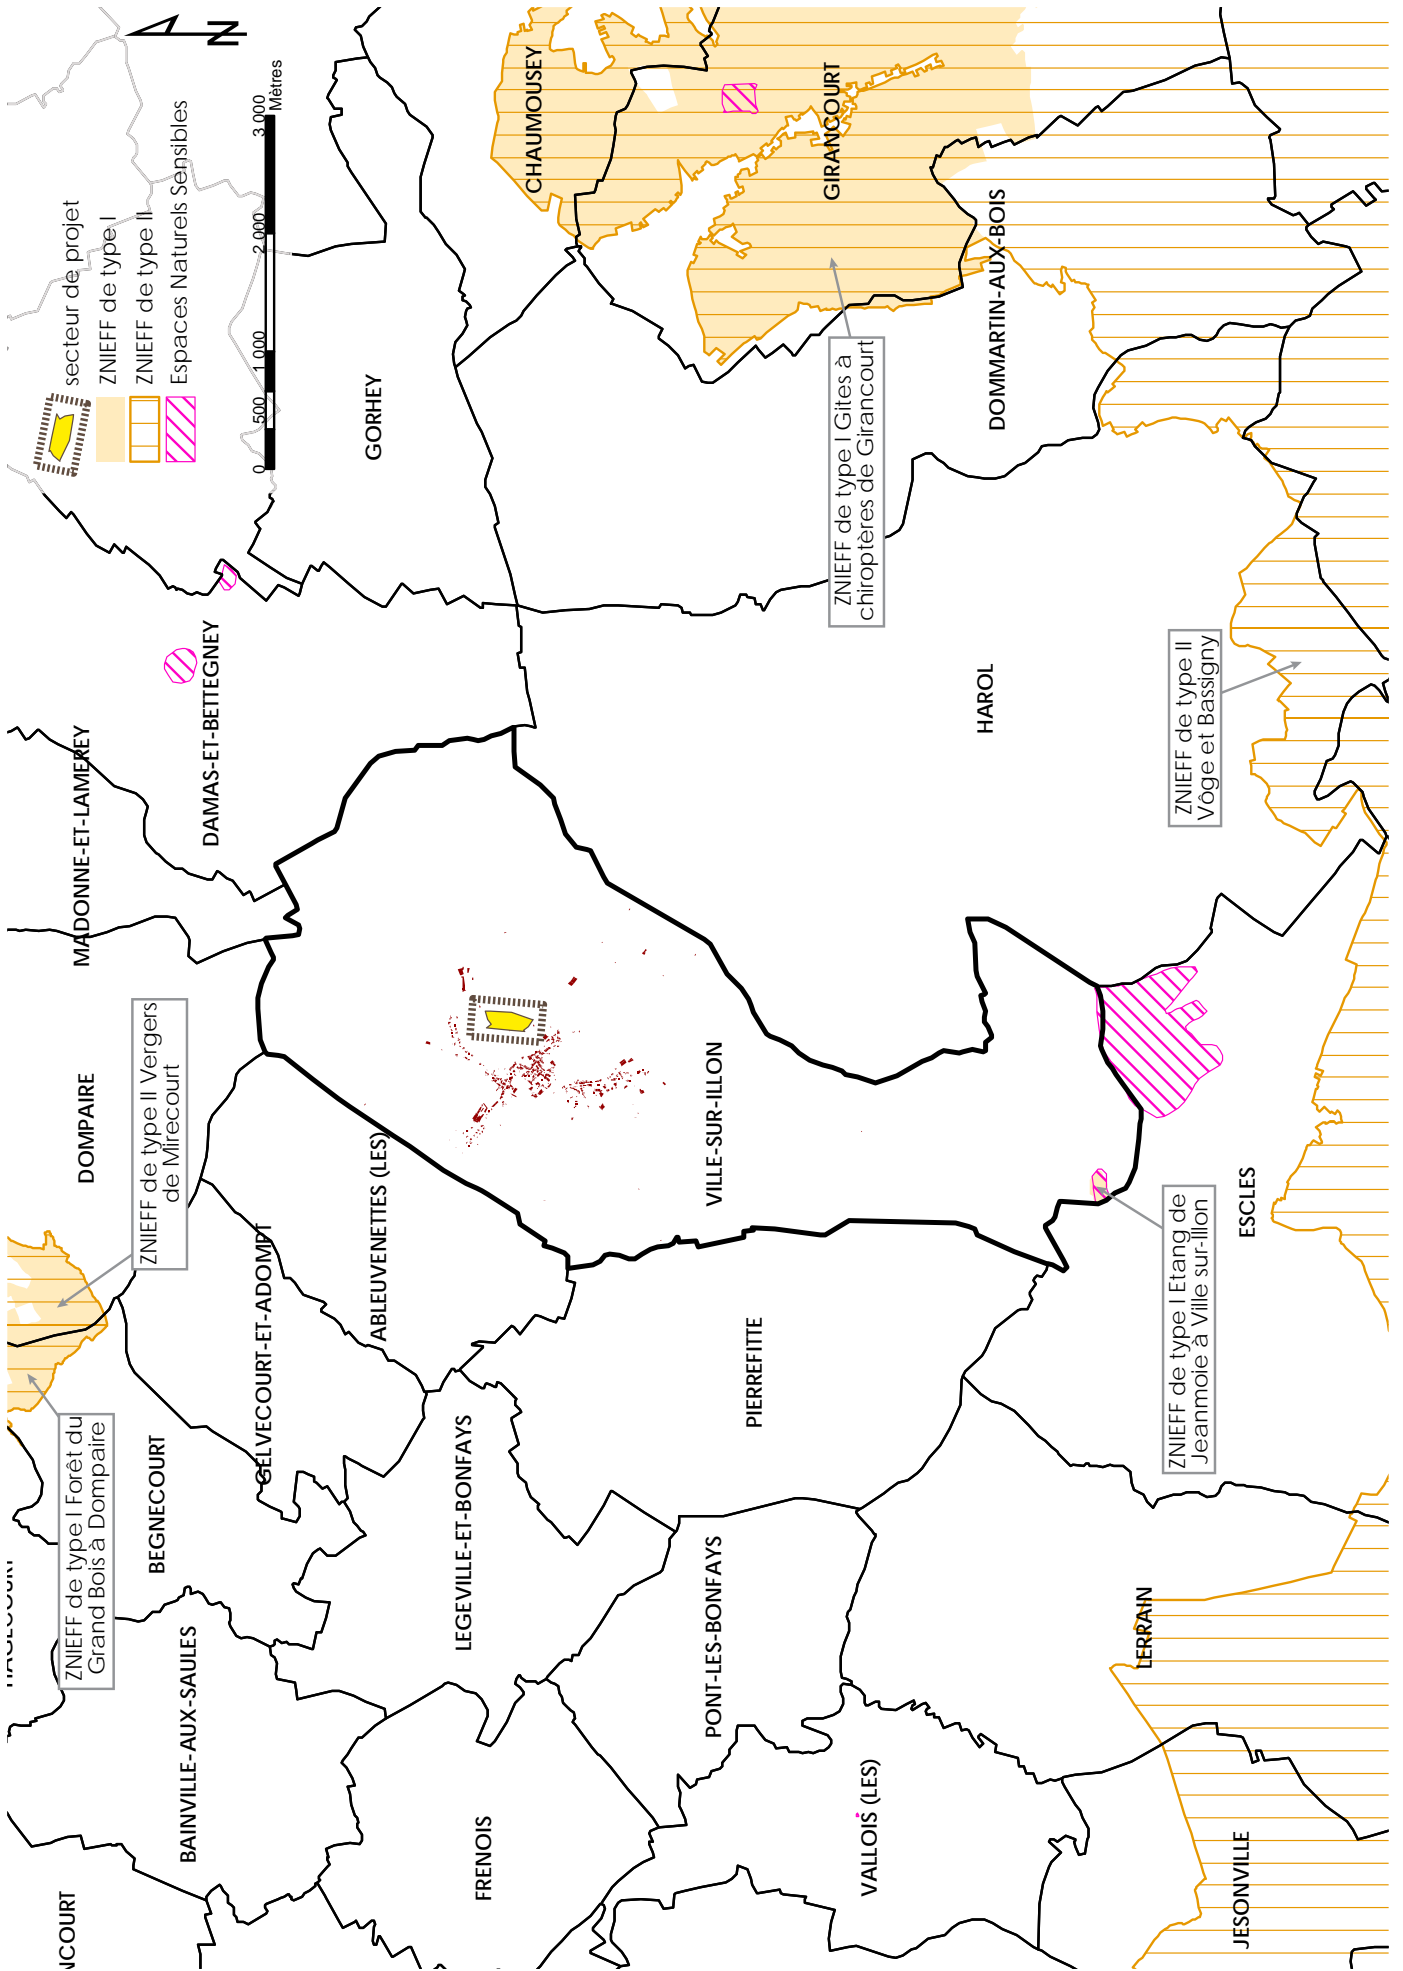 N
secteur de projet
ZNIEFF de type I
ZNIEFF de type II
Espaces Naturels Sensibles
0 500 1 000 2 000 3 000
Mètres
MADONNE-ET-LAMEREY
DAMAS-ET-BETTEGNEY
GORHEY
CHAUMOUSEY
GIRANCOURT
DOMMARTIN-AUX-BOIS
ZNIEFF de type I Gites à
chiroptères de Girancourt
HAROL
ZNIEFF de type II
Vôge et Bassigny
DOMPAIRE
ZNIEFF de type II Vergers
de Mirecourt
ABLEUVENETTES (LES)
GELVECOURT-ET-ADOMPT
VILLE-SUR-ILLON
ESCLES
ZNIEFF de type I Etang de
Jeanmoie à Ville sur-Illon
PIERREFITTE
ZNIEFF de type I Forêt du
Grand Bois à Dompaire
BEGNECOURT
LEGEVILLE-ET-BONFAYS
PONT-LES-BONFAYS
LERRAIN
BAINVILLE-AUX-SAULES
FRENOIS
VALLOIS (LES)
JESONVILLE
NCOURT